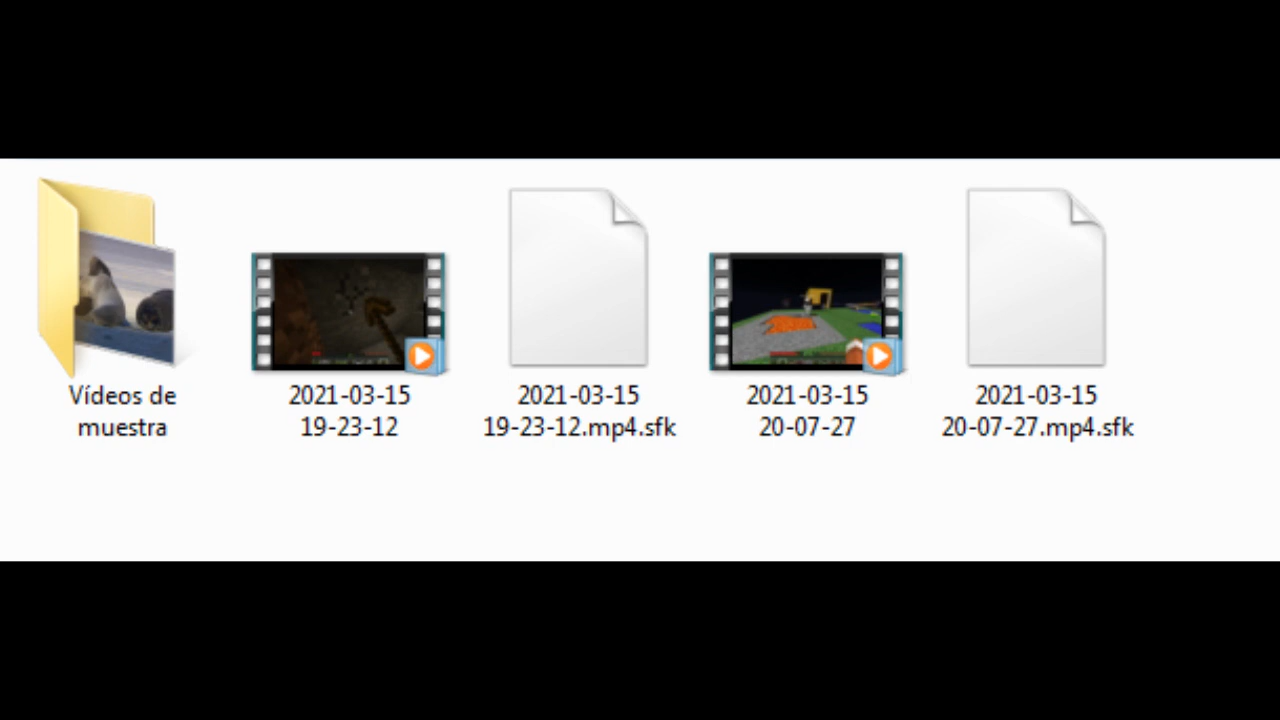 Vídeos de
muestra
2021-03-15
19-23-12
2021-03-15
19-23-12.mp4.sfk
2021-03-15
20-07-27
2021-03-15
20-07-27.mp4.sfk